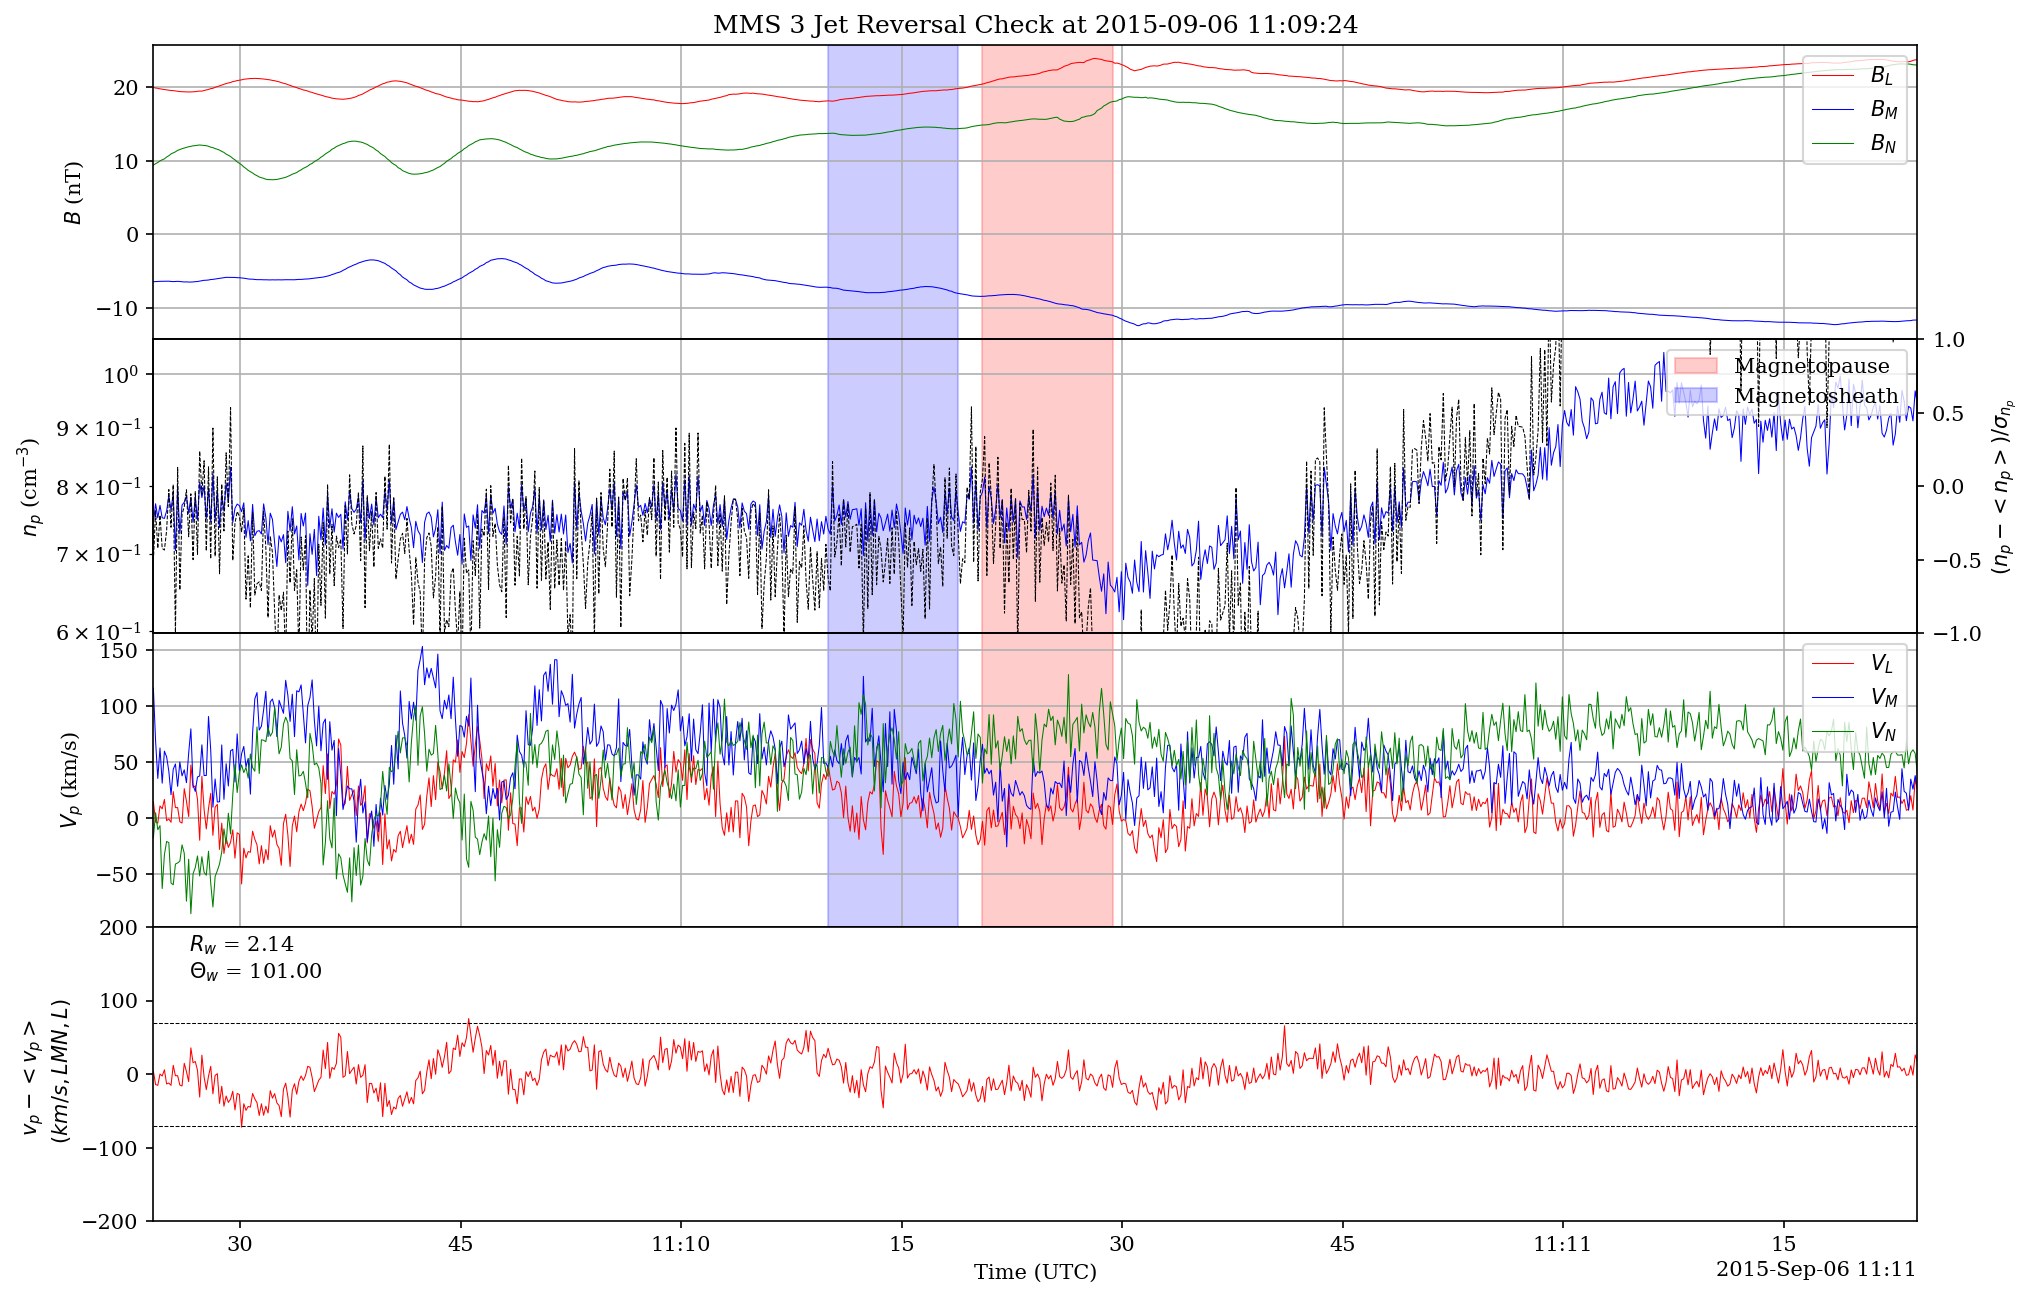 MMS 3 Jet Reversal Check at 2015-09-06 11:09:24
20
10
0
−10
B (nT)
B_L
B_M
B_N
10^0
9 × 10^−1
8 × 10^−1
7 × 10^−1
6 × 10^−1
n_p (cm^−3)
Magnetopause
Magnetosheath
1.0
0.5
0.0
−0.5
−1.0
(n_p − < n_p >)/σ_{n_p}
150
100
50
0
−50
V_p (km/s)
V_L
V_M
V_N
200
100
0
−100
−200
v_p − < v_p >
(km/s, LMN, L)
R_w = 2.14
Θ_w = 101.00
30
45
11:10
15
30
45
11:11
15
Time (UTC)
2015-Sep-06 11:11